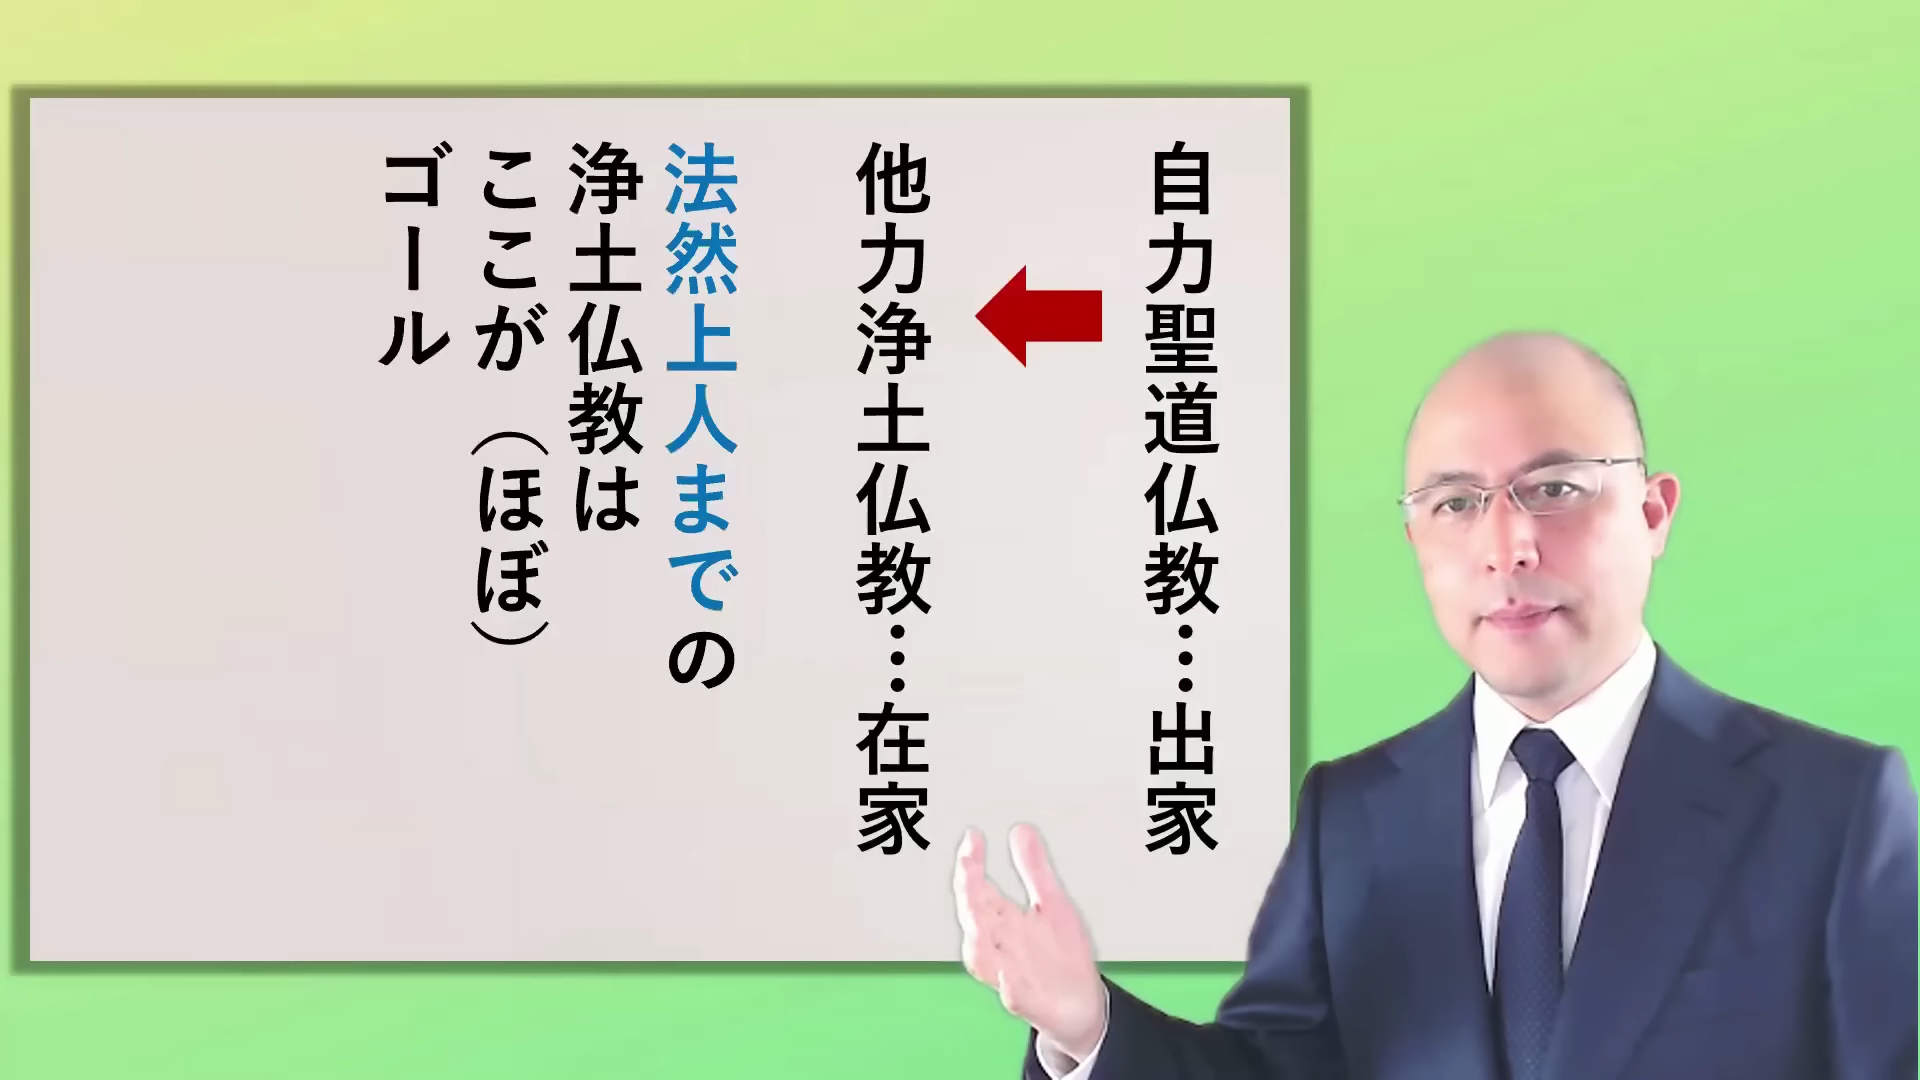 自力聖道仏教…出家
他力浄土仏教…在家
法然上人までの
浄土仏教は
ここが（ほぼ）
ゴール